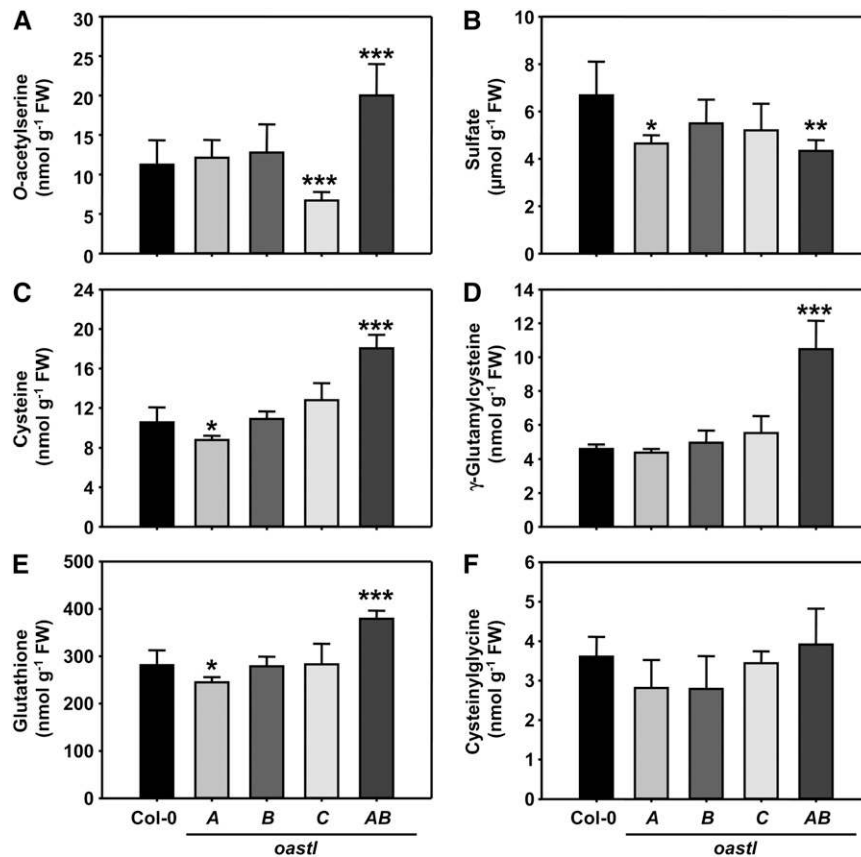 A
O-acetylserine
(nmol g-1 FW)
30
25
20
15
10
5
0
***
***
B
Sulfate
(µmol g-1 FW)
10
8
6
4
2
0
*
**
C
Cysteine
(nmol g-1 FW)
24
20
16
12
8
4
0
*
***
D
γ-Glutamylcysteine
(nmol g-1 FW)
14
12
10
8
6
4
2
0
***
E
Glutathione
(nmol g-1 FW)
500
400
300
200
100
0
*
***
Col-0 A B C AB
oastl
F
Cysteinylglycine
(nmol g-1 FW)
6
5
4
3
2
1
0
Col-0 A B C AB
oastl